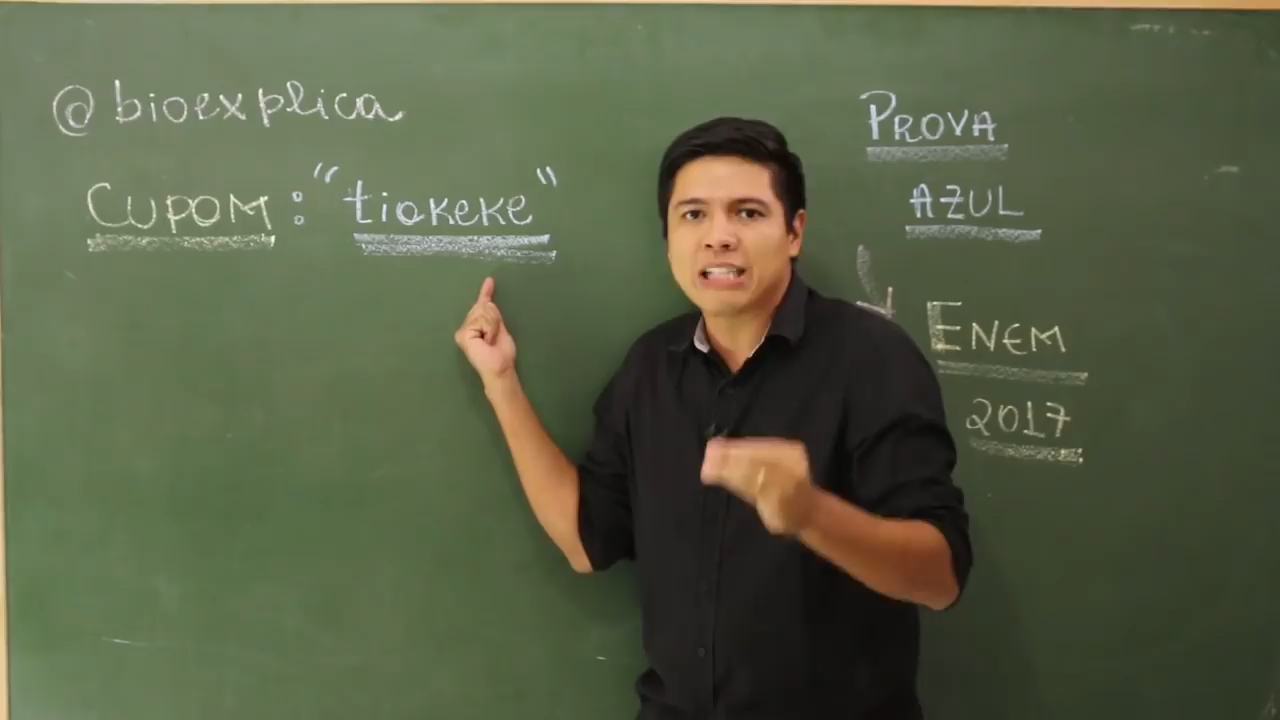 @bioexplica
CUPOM: "tiokeke"
PROVA
AZUL
ENEM
2017